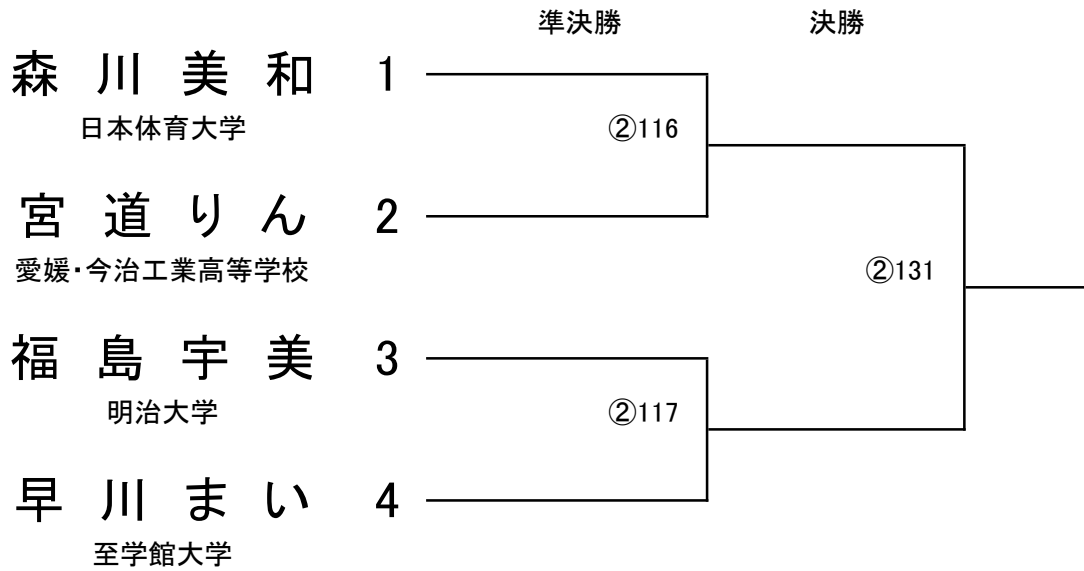 準決勝 決勝
森川美和 1
日本体育大学
②116
宮道りん 2
愛媛・今治工業高等学校
②131
福島宇美 3
明治大学
②117
早川まい 4
至学館大学